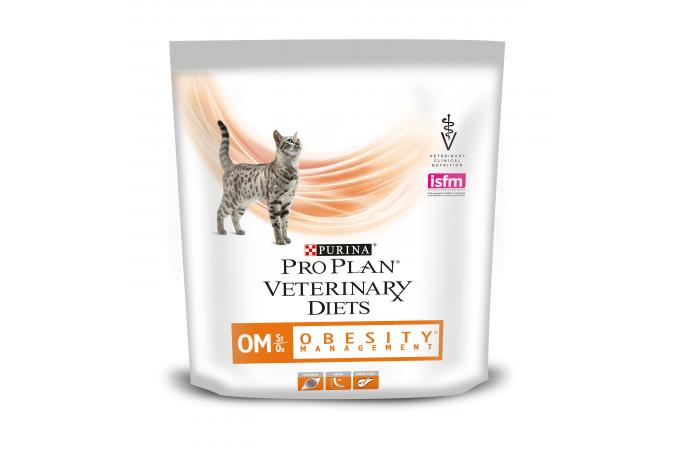 VETERINARY
CLINICAL
NUTRITION
isfm
PURINA®
PRO PLAN®
VETERINARY
DIETS
OM St/Ox
OBESITY®
MANAGEMENT